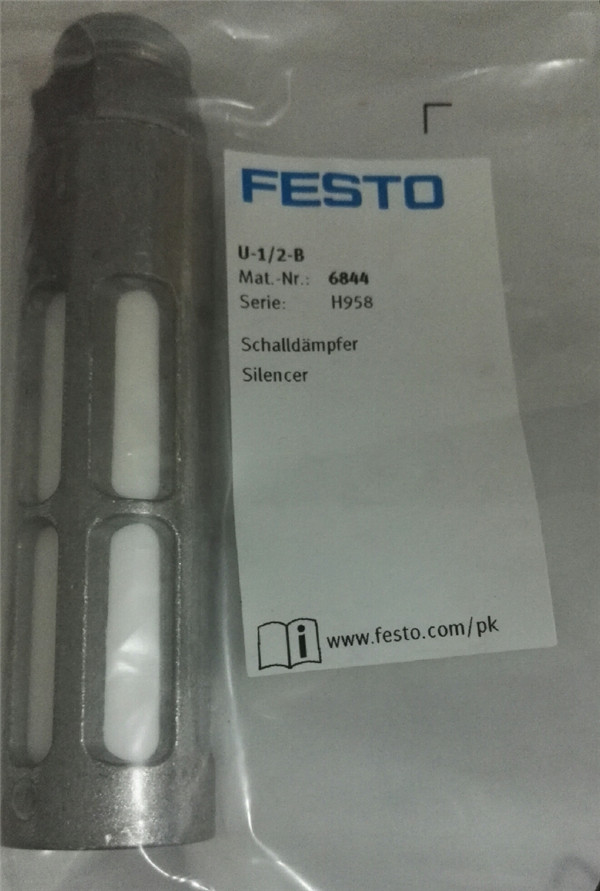 FESTO
U-1/2-B
Mat.-Nr.: 6844
Serie: H958
Schalldämpfer
Silencer
i www.festo.com/pk